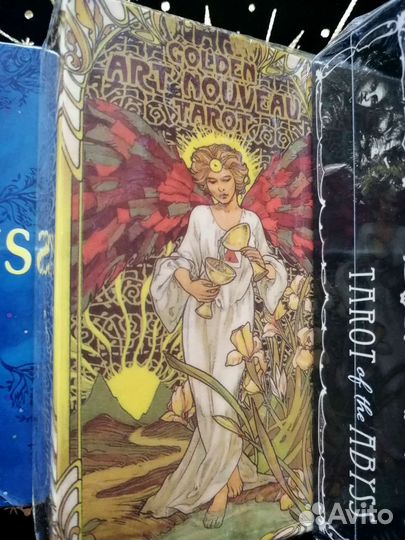 GOLDEN
ART NOUVEAU
TAROT
TAROT of the ABYSS
Avito